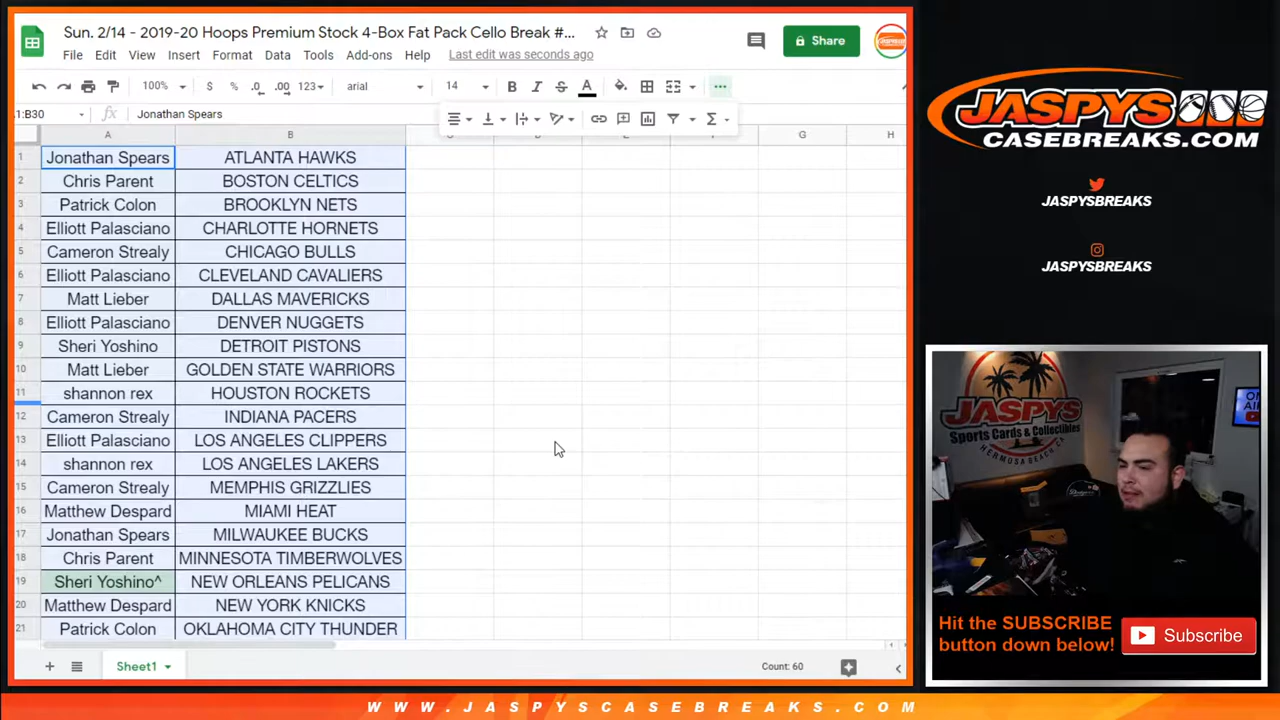 Sun. 2/14 - 2019-20 Hoops Premium Stock 4-Box Fat Pack Cello Break #...
File Edit View Insert Format Data Tools Add-ons Help Last edit was seconds ago
Share
100% $ % .0 .00 123 arial 14 B I S A
:B30 fx Jonathan Spears
A B G H
1 Jonathan Spears ATLANTA HAWKS
2 Chris Parent BOSTON CELTICS
3 Patrick Colon BROOKLYN NETS
4 Elliott Palasciano CHARLOTTE HORNETS
5 Cameron Strealy CHICAGO BULLS
6 Elliott Palasciano CLEVELAND CAVALIERS
7 Matt Lieber DALLAS MAVERICKS
8 Elliott Palasciano DENVER NUGGETS
9 Sheri Yoshino DETROIT PISTONS
10 Matt Lieber GOLDEN STATE WARRIORS
11 shannon rex HOUSTON ROCKETS
12 Cameron Strealy INDIANA PACERS
13 Elliott Palasciano LOS ANGELES CLIPPERS
14 shannon rex LOS ANGELES LAKERS
15 Cameron Strealy MEMPHIS GRIZZLIES
16 Matthew Despard MIAMI HEAT
17 Jonathan Spears MILWAUKEE BUCKS
18 Chris Parent MINNESOTA TIMBERWOLVES
19 Sheri Yoshino^ NEW ORLEANS PELICANS
20 Matthew Despard NEW YORK KNICKS
21 Patrick Colon OKLAHOMA CITY THUNDER
Sheet1
Count: 60
JASPYS
CASEBREAKS.COM
JASPYSBREAKS
JASPYSBREAKS
JASPYS
Sports Cards & Collectibles
HERMOSA BEACH CA
Hit the SUBSCRIBE
button down below!
Subscribe
WWW.JASPYSCASEBREAKS.COM